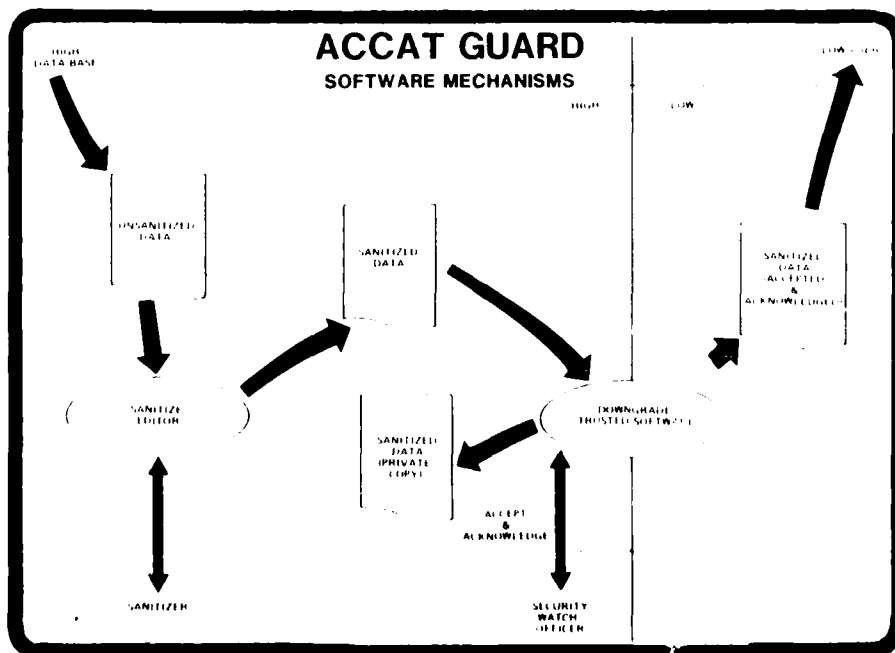 ACCAT GUARD
SOFTWARE MECHANISMS
HIGH
DATA BASE
HIGH
LOW
LOW
UNSANITIZED
DATA
SANITIZED
DATA
SANITIZED
DATA
ACCEPTED
&
ACKNOWLEDGED
SANITIZE
EDITOR
SANITIZED
DATA
(PRIVATE
COPY)
DOWNGRADE
TRUSTED SOFTWARE
ACCEPT
&
ACKNOWLEDGE
SANITIZER
SECURITY
WATCH
OFFICER